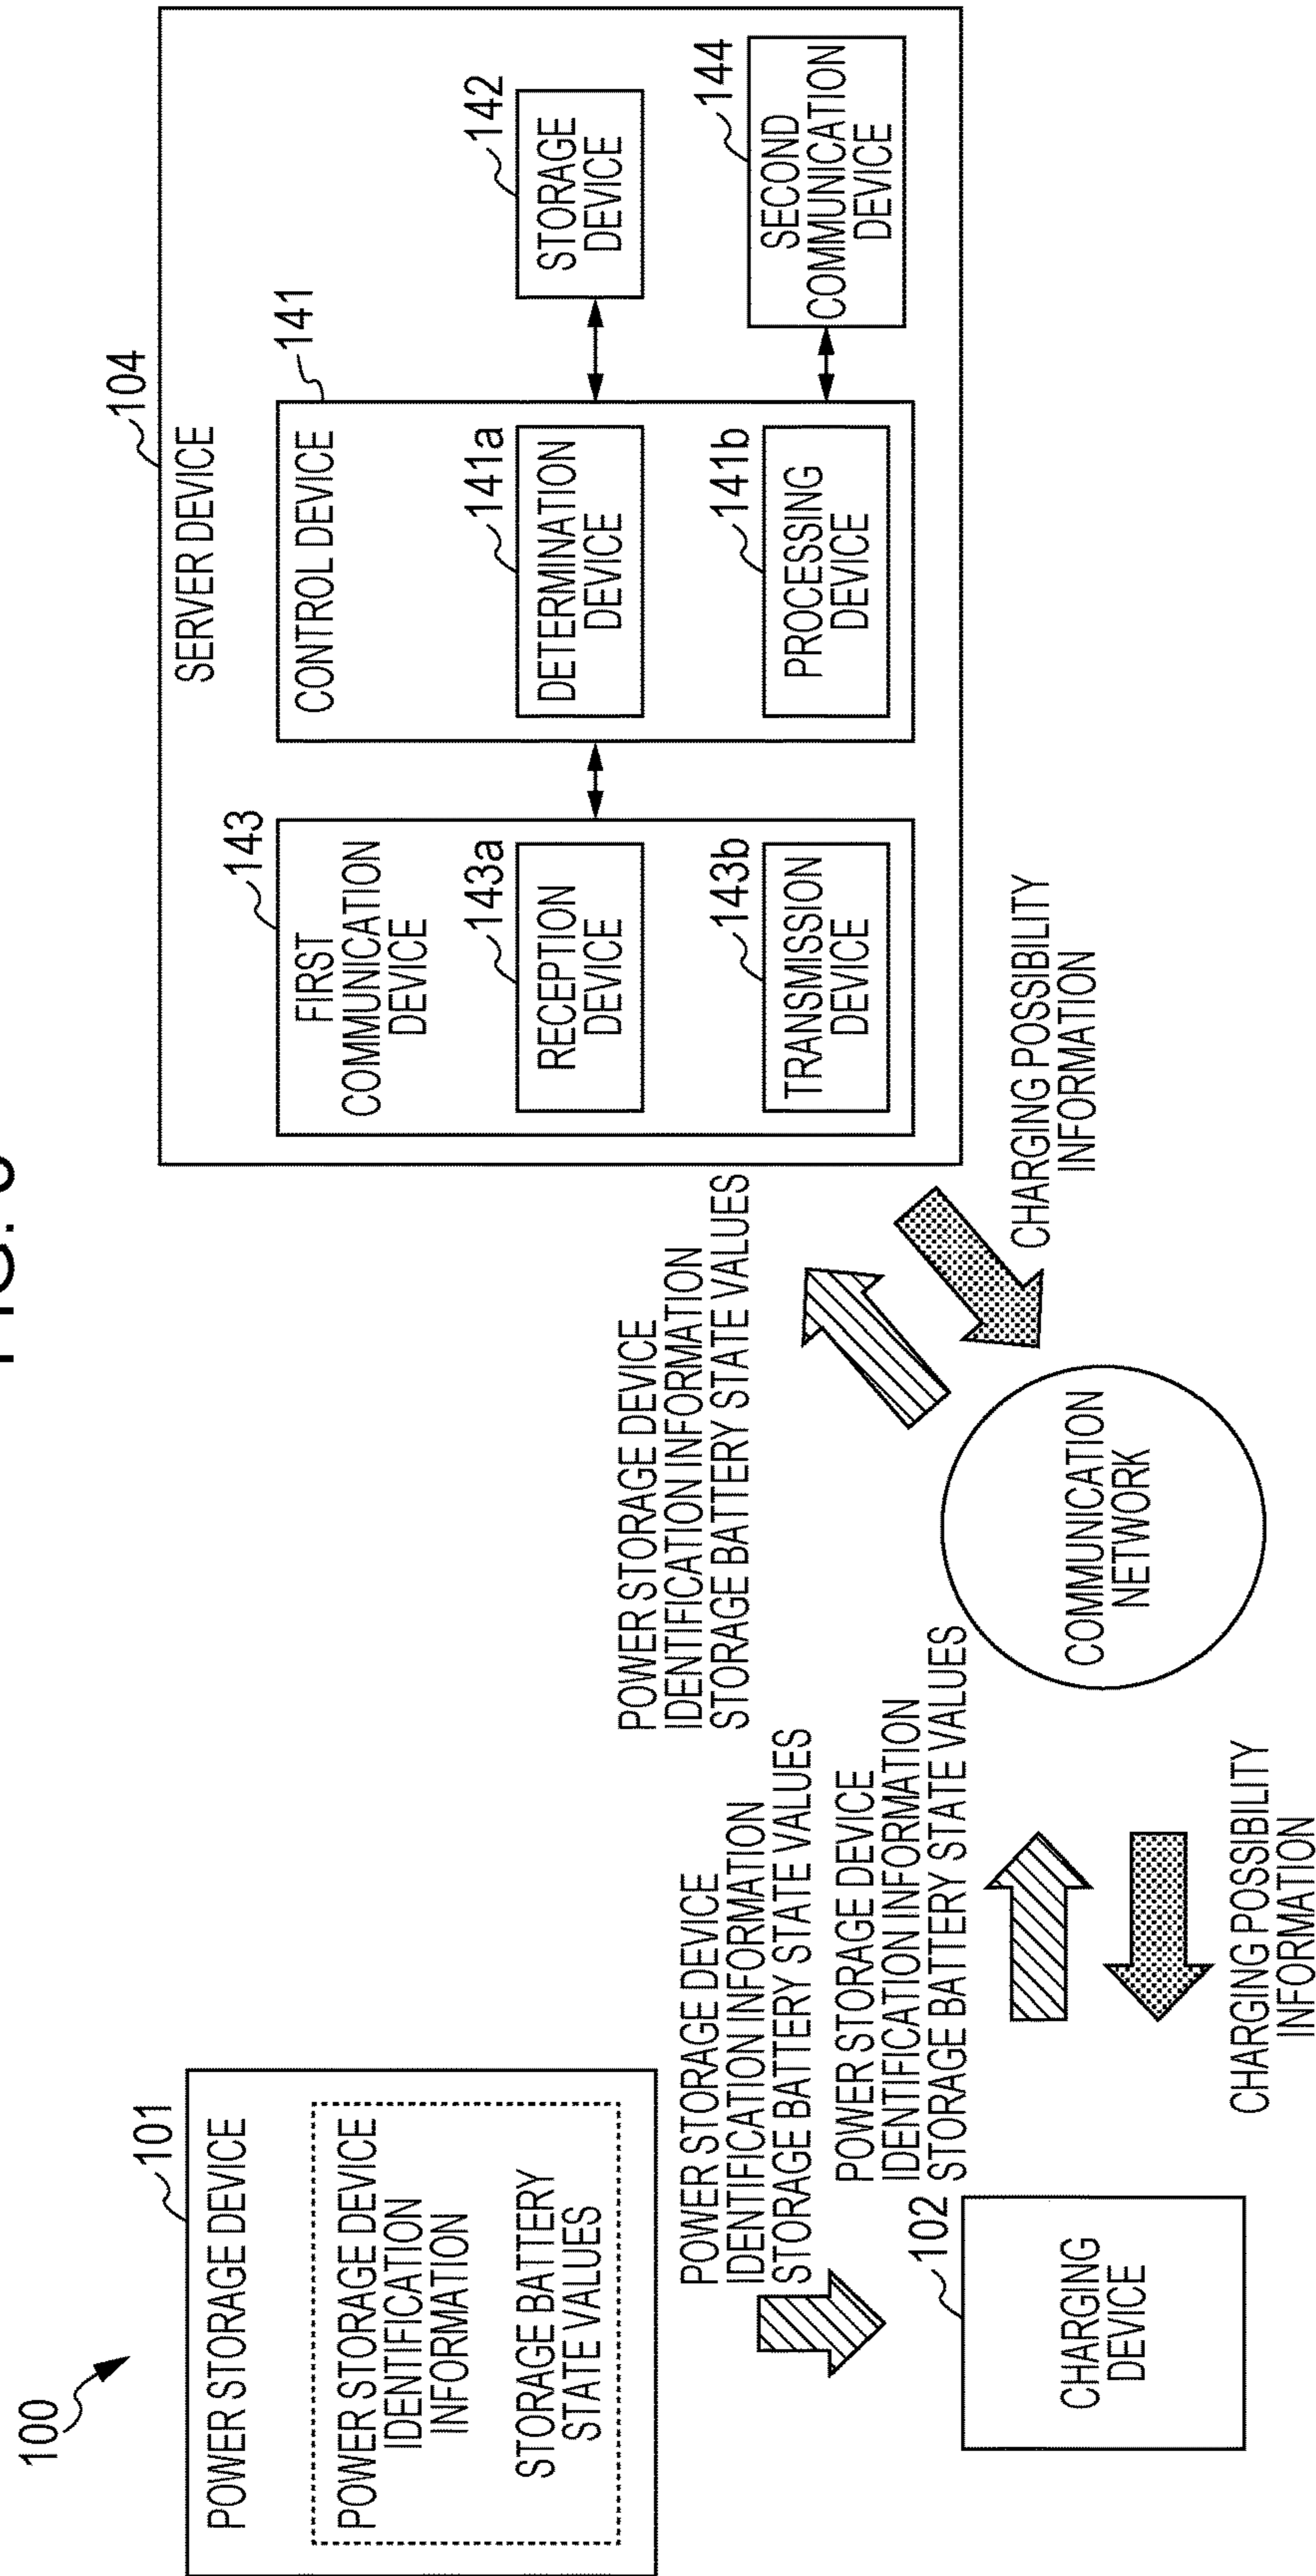 100
101
POWER STORAGE DEVICE
POWER STORAGE DEVICE
IDENTIFICATION
INFORMATION
STORAGE BATTERY
STATE VALUES
POWER STORAGE DEVICE
IDENTIFICATION INFORMATION
STORAGE BATTERY STATE VALUES
102
CHARGING
DEVICE
POWER STORAGE DEVICE
IDENTIFICATION INFORMATION
STORAGE BATTERY STATE VALUES
CHARGING POSSIBILITY
INFORMATION
COMMUNICATION
NETWORK
POWER STORAGE DEVICE
IDENTIFICATION INFORMATION
STORAGE BATTERY STATE VALUES
CHARGING POSSIBILITY
INFORMATION
104
SERVER DEVICE
143
FIRST
COMMUNICATION
DEVICE
143a
RECEPTION
DEVICE
143b
TRANSMISSION
DEVICE
141
CONTROL DEVICE
141a
DETERMINATION
DEVICE
141b
PROCESSING
DEVICE
142
STORAGE
DEVICE
144
SECOND
COMMUNICATION
DEVICE